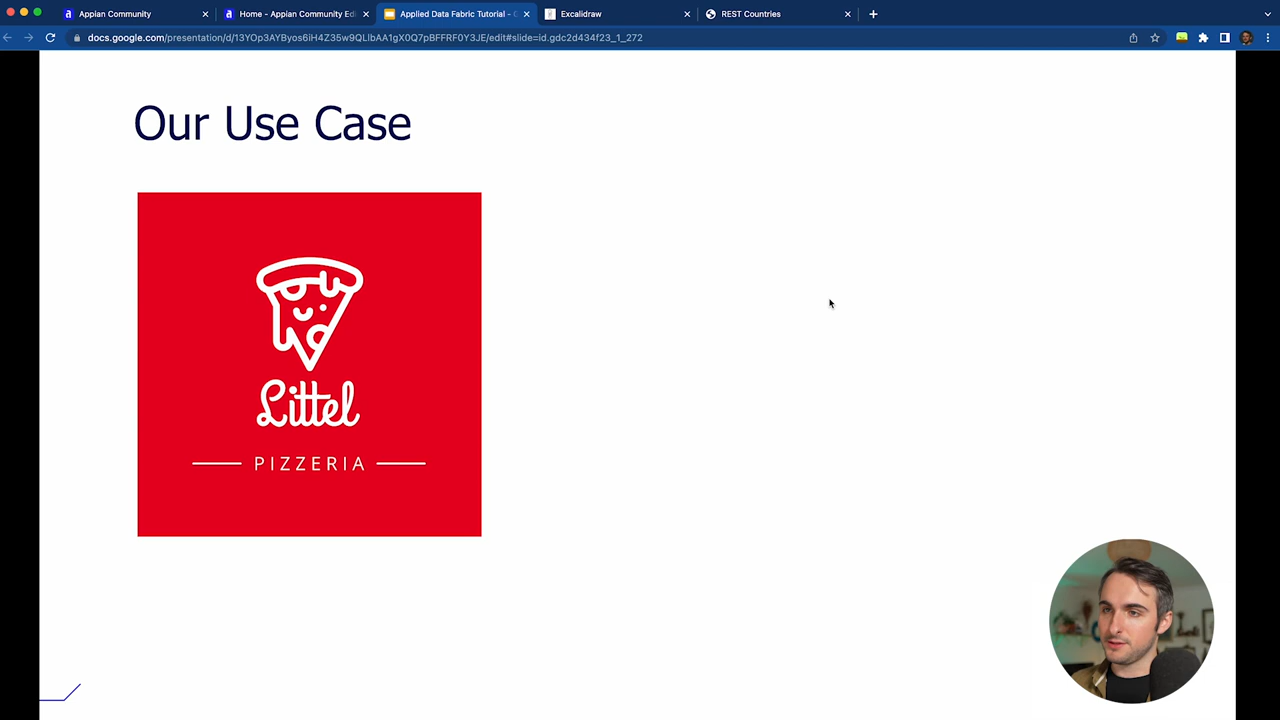 Appian Community
Home - Appian Community Edi
Applied Data Fabric Tutorial - G
Excalidraw
REST Countries
docs.google.com/presentation/d/13YOp3AYByos6iH4Z35w9QLIbAA1gX0Q7pBFFRF0Y3JE/edit#slide=id.gdc2d434f23_1_272
Our Use Case
Littel
PIZZERIA